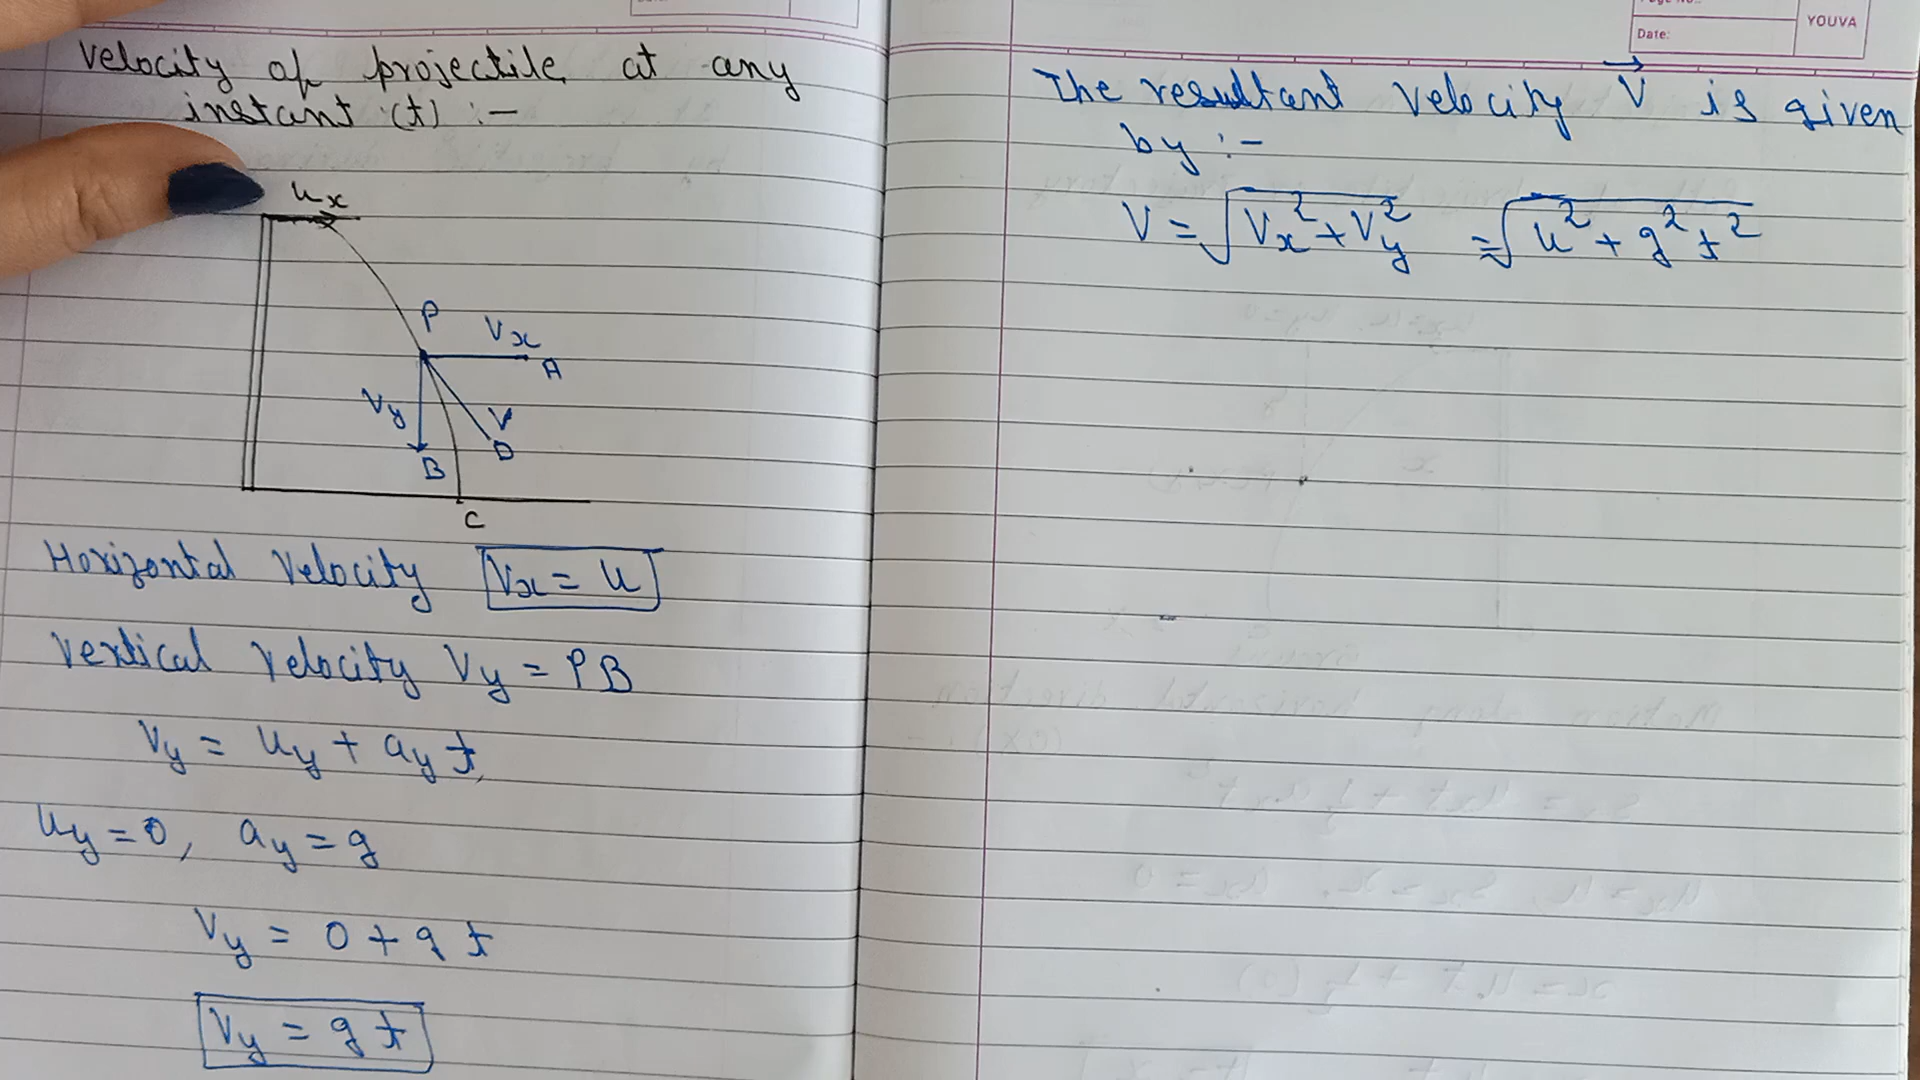 Velocity of projectile at any
instant (t) :-
ux
P
Vx
A
Vy
V
D
B
C
Horizontal Velocity Vx = u
Vertical Velocity Vy = PB
Vy = uy + ay t
uy = 0, ay = g
Vy = 0 + g t
Vy = g t
YOUVA
Date:
The resultant velocity V⃗ is given
by :-
V = √(Vx² + Vy²) = √(u² + g² t²)